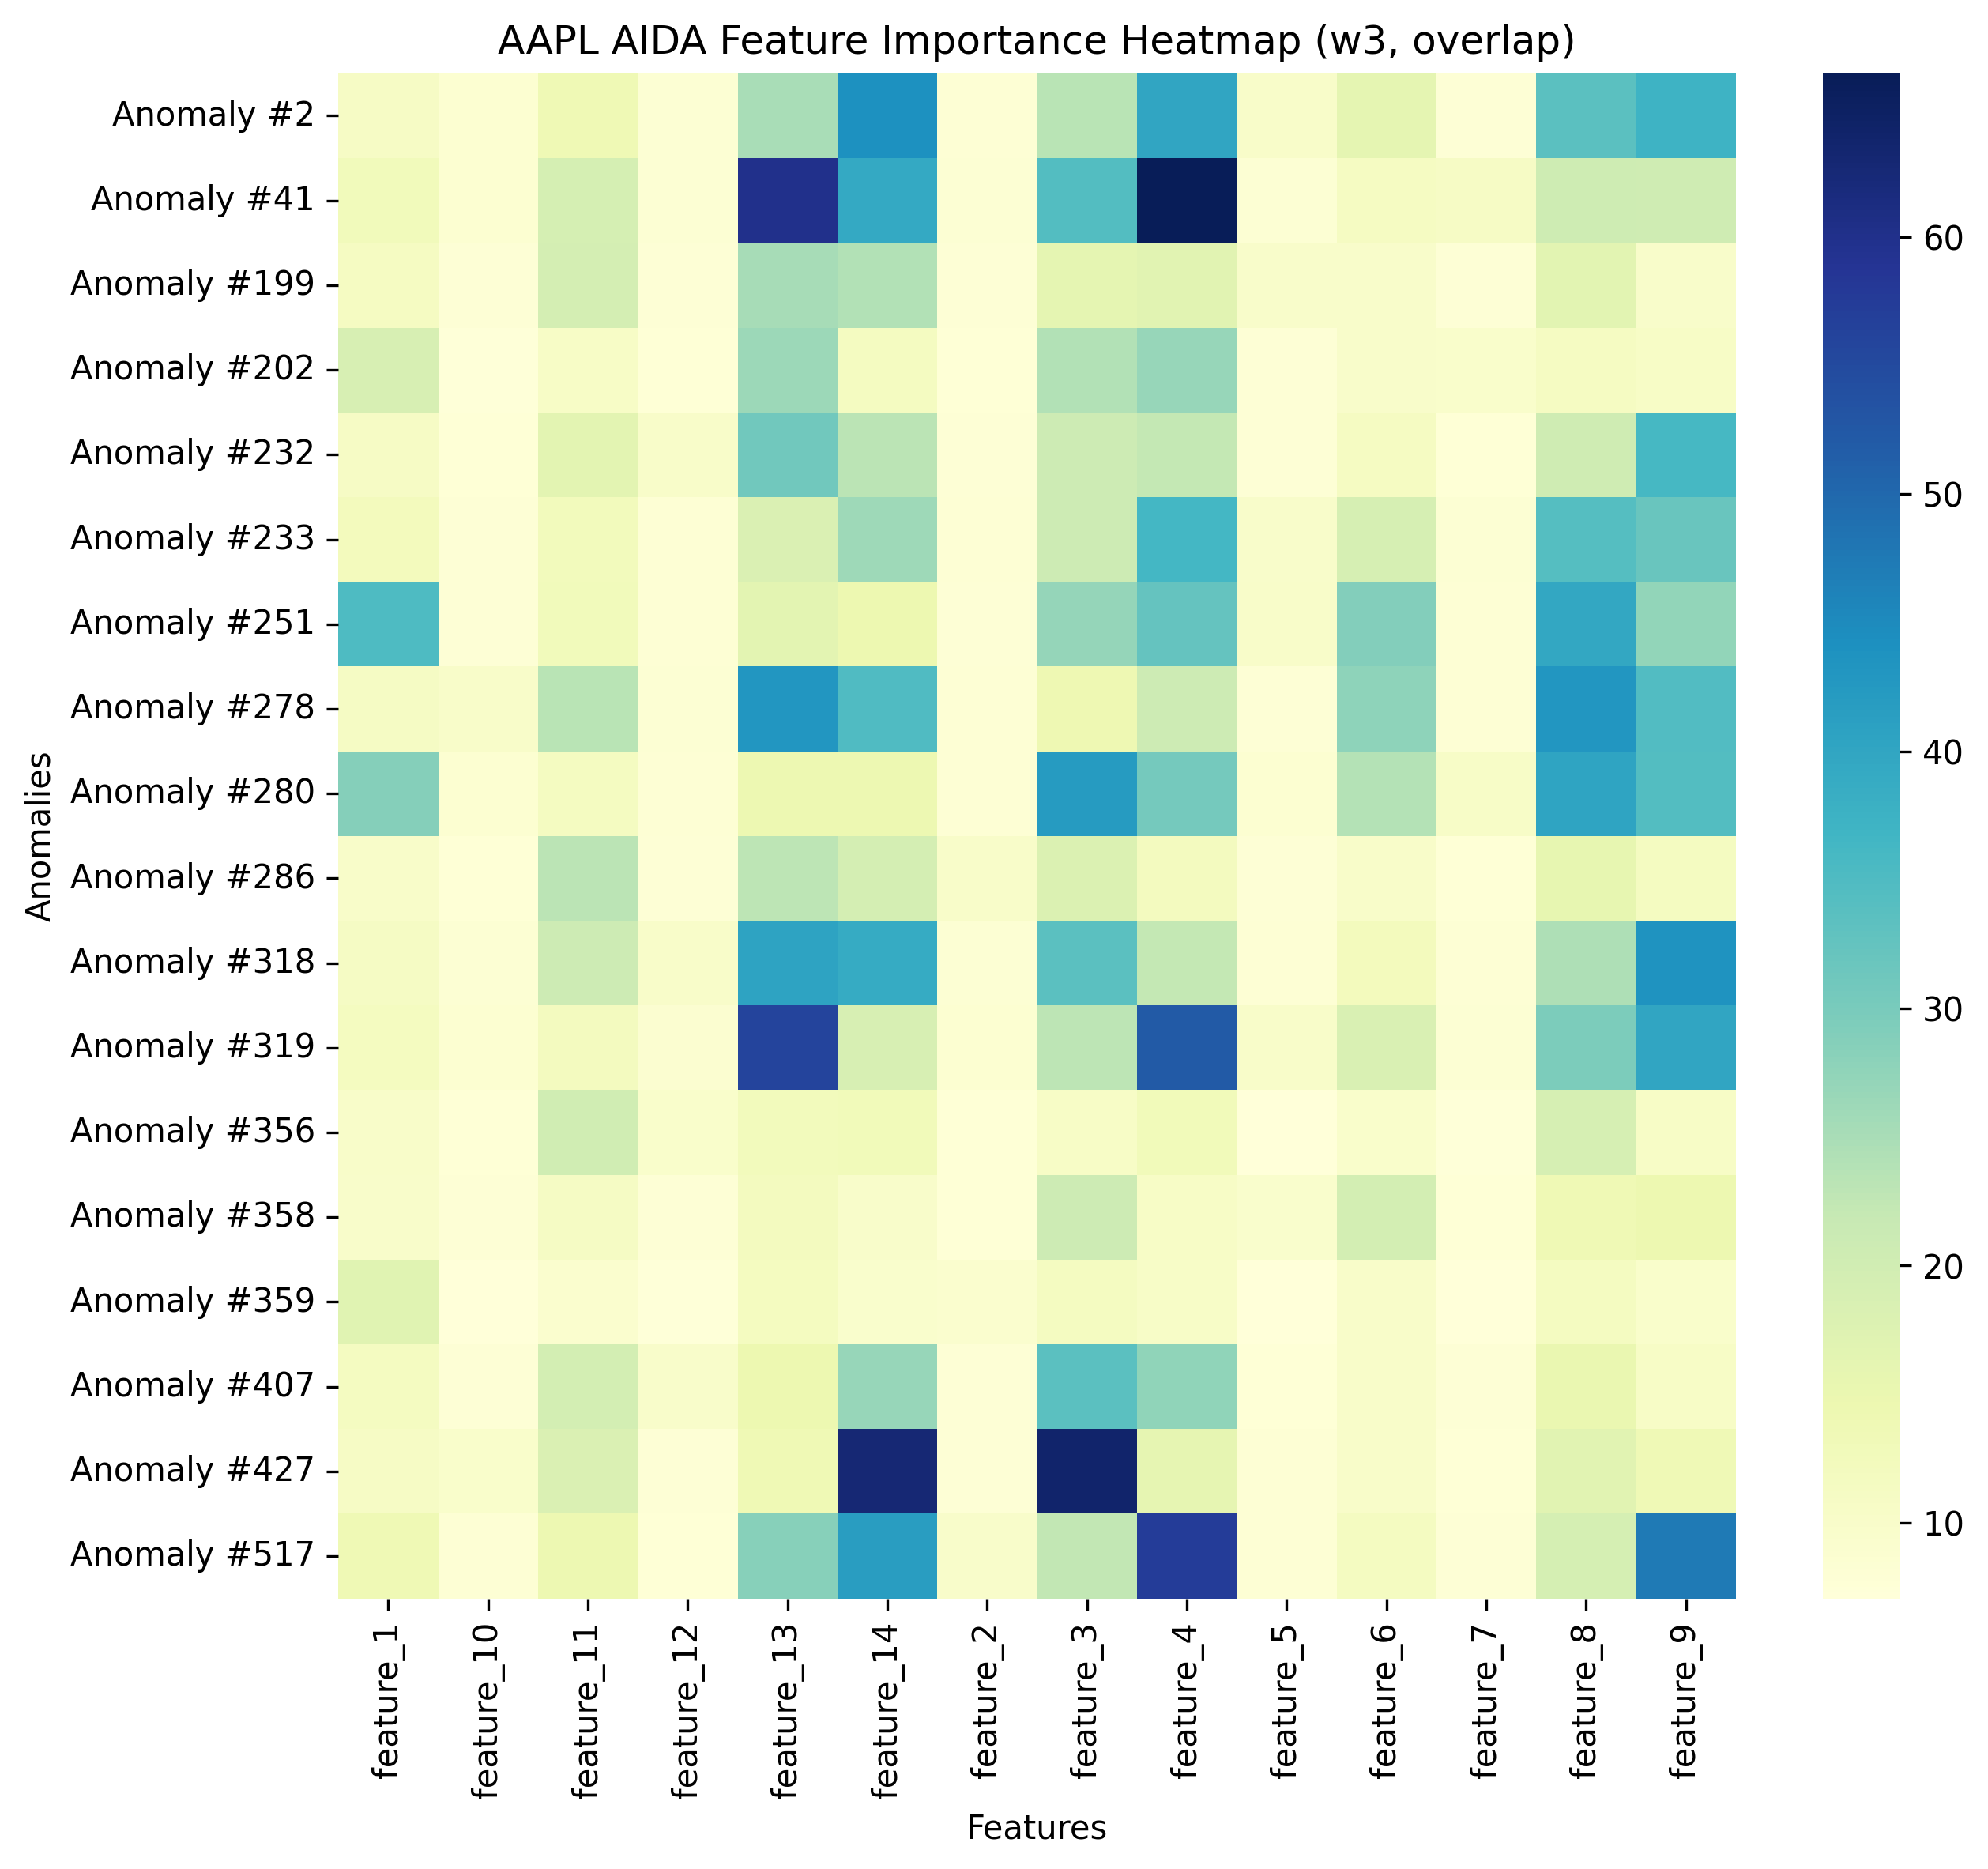 AAPL AIDA Feature Importance Heatmap (w3, overlap)
Anomalies
Anomaly #2
Anomaly #41
Anomaly #199
Anomaly #202
Anomaly #232
Anomaly #233
Anomaly #251
Anomaly #278
Anomaly #280
Anomaly #286
Anomaly #318
Anomaly #319
Anomaly #356
Anomaly #358
Anomaly #359
Anomaly #407
Anomaly #427
Anomaly #517
feature_1
feature_10
feature_11
feature_12
feature_13
feature_14
feature_2
feature_3
feature_4
feature_5
feature_6
feature_7
feature_8
feature_9
Features
60
50
40
30
20
10